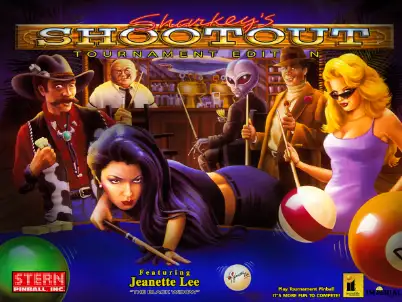 Sharkey's
SHOOTOUT
TOURNAMENT EDITION
Featuring
Jeanette Lee
"THE BLACK WIDOW"
STERN
PINBALL, INC.
Play Tournament Pinball
IT'S MORE FUN TO COMPETE!